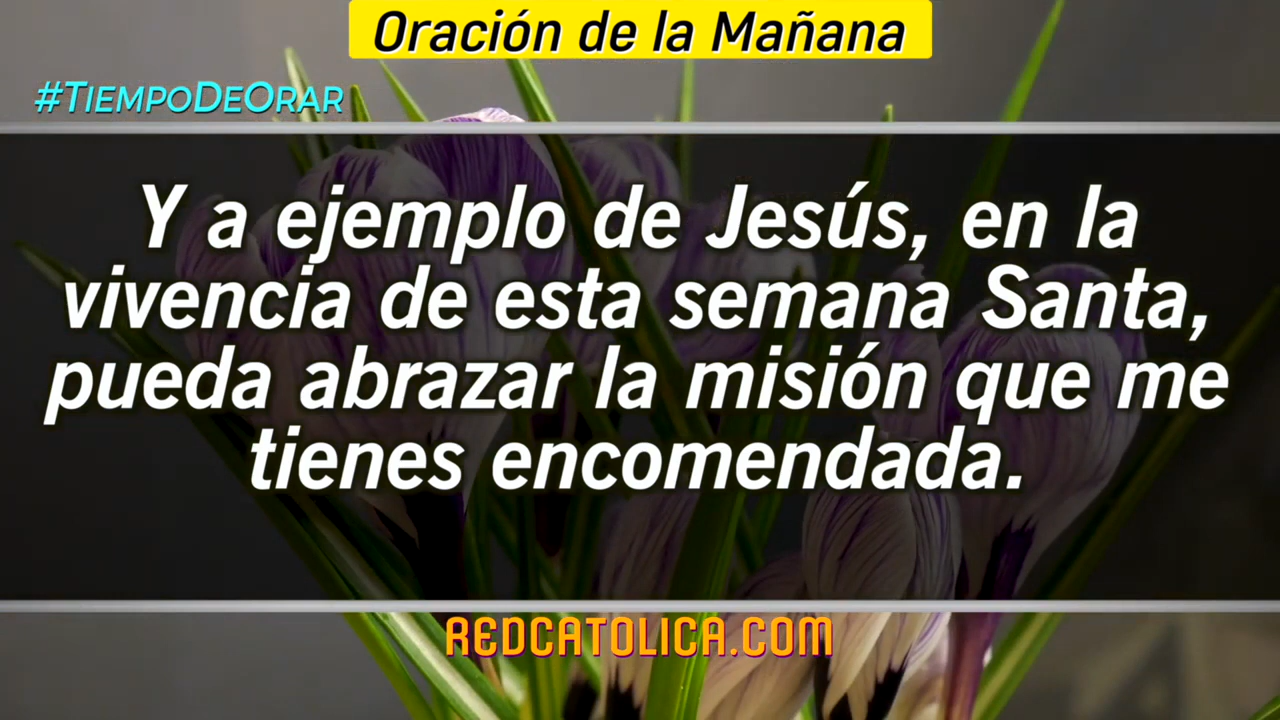 Oración de la Mañana
#TiempoDeOrar
Y a ejemplo de Jesús, en la
vivencia de esta semana Santa,
pueda abrazar la misión que me
tienes encomendada.
REDCATOLICA.COM